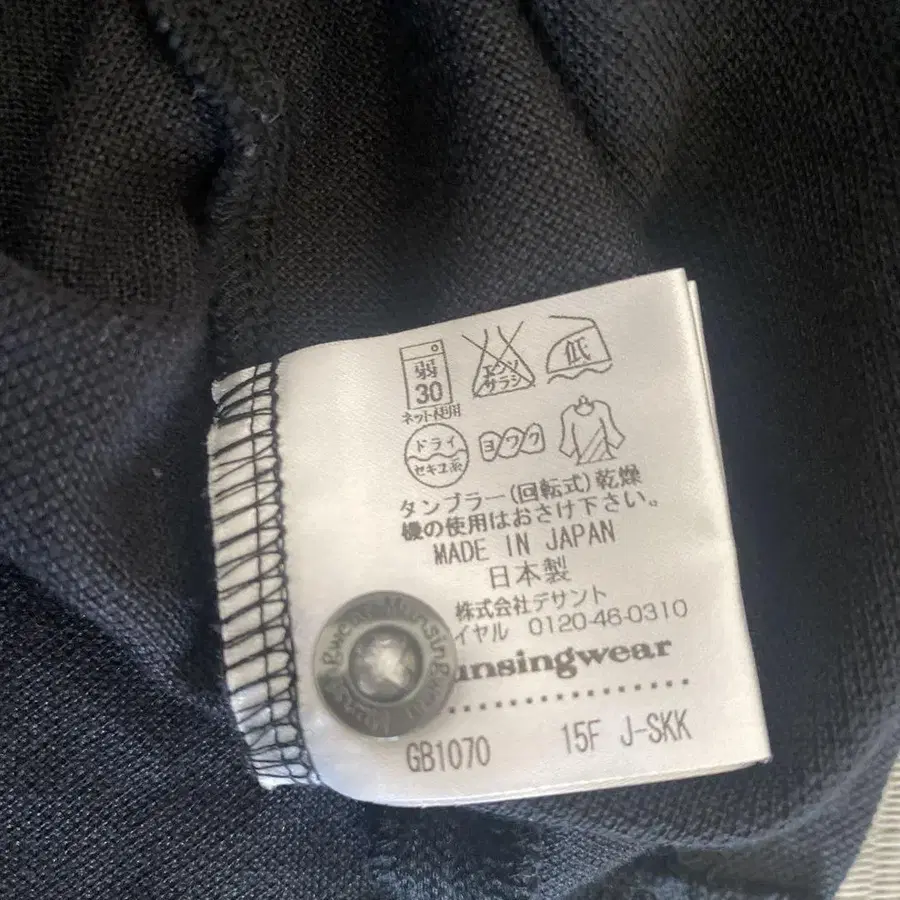 弱
30
ネット使用
エンソ
サラシ
低
ドライ
セキユ系
ヨワク
タンブラー(回転式)乾燥
機の使用はおさけ下さい。
MADE IN JAPAN
日本製
株式会社デサント
イヤル 0120-46-0310
unsingwear
GB1070 15F J-SKK
Munsingwear